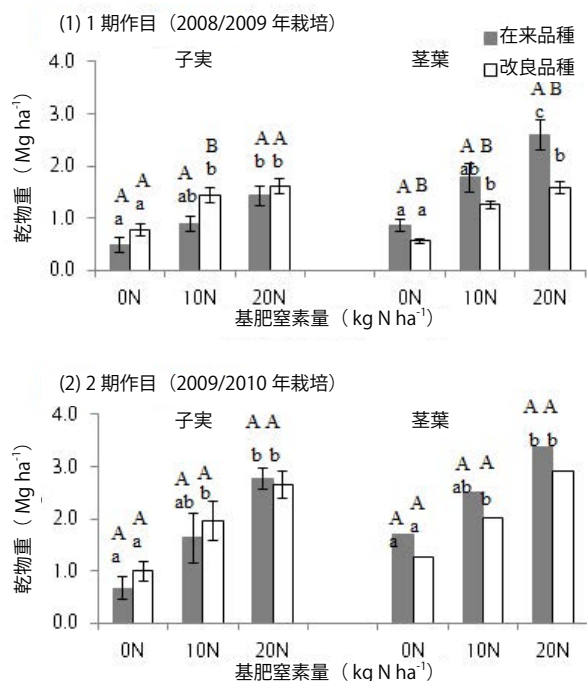 (1) 1 期作目（2008/2009 年栽培）
在来品種
改良品種
子実
茎葉
乾物重（ Mg ha-1）
4.0
3.0
2.0
1.0
0.0
A A
a a
A B
ab b
A A
b b
A B
a a
A B
ab b
A B
c b
0N 10N 20N 0N 10N 20N
基肥窒素量（ kg N ha-1）
(2) 2 期作目（2009/2010 年栽培）
子実
茎葉
乾物重（ Mg ha-1）
4.0
3.0
2.0
1.0
0.0
A A
a a
A A
ab b
A A
b b
A A
a a
A A
ab b
A A
b b
0N 10N 20N 0N 10N 20N
基肥窒素量（ kg N ha-1）